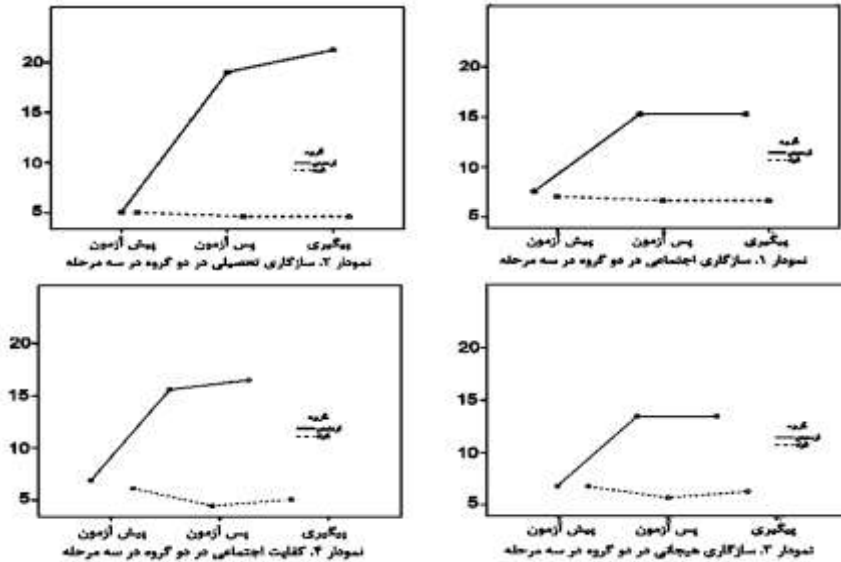 20
15
10
5
گروه
پیش آزمون پس آزمون پیگیری
نمودار ۱. سازگاری اجتماعی در دو گروه در سه مرحله
20
15
10
5
گروه
پیش آزمون پس آزمون پیگیری
نمودار ۲. سازگاری تحصیلی در دو گروه در سه مرحله
20
15
10
5
گروه
پیش آزمون پس آزمون پیگیری
نمودار ۳. سازگاری هیجانی در دو گروه در سه مرحله
20
15
10
5
گروه
پیش آزمون پس آزمون پیگیری
نمودار ۴. کفایت اجتماعی در دو گروه در سه مرحله